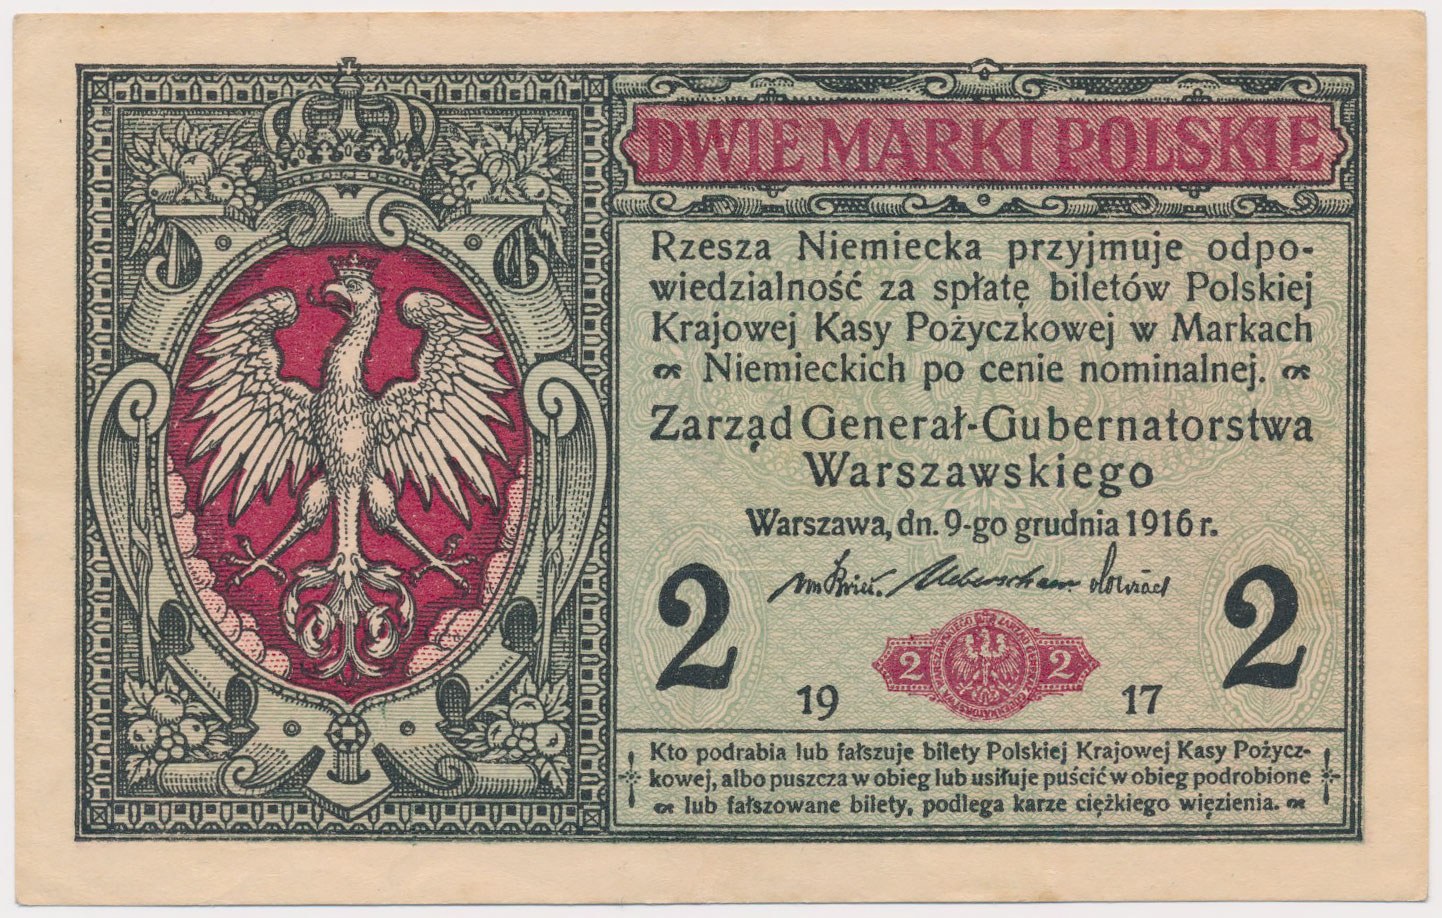 DWIE MARKI POLSKIE
Rzesza Niemiecka przyjmuje odpo-
wiedzialność za spłatę biletów Polskiej
Krajowej Kasy Pożyczkowej w Markach
Niemieckich po cenie nominalnej.
Zarząd Generał-Gubernatorstwa
Warszawskiego
Warszawa, dn. 9-go grudnia 1916 r.
2 2
2 2
19 17
Kto podrabia lub fałszuje bilety Polskiej Krajowej Kasy Pożycz-
kowej, albo puszcza w obieg lub usiłuje puścić w obieg podrobione
lub fałszowane bilety, podlega karze ciężkiego więzienia.